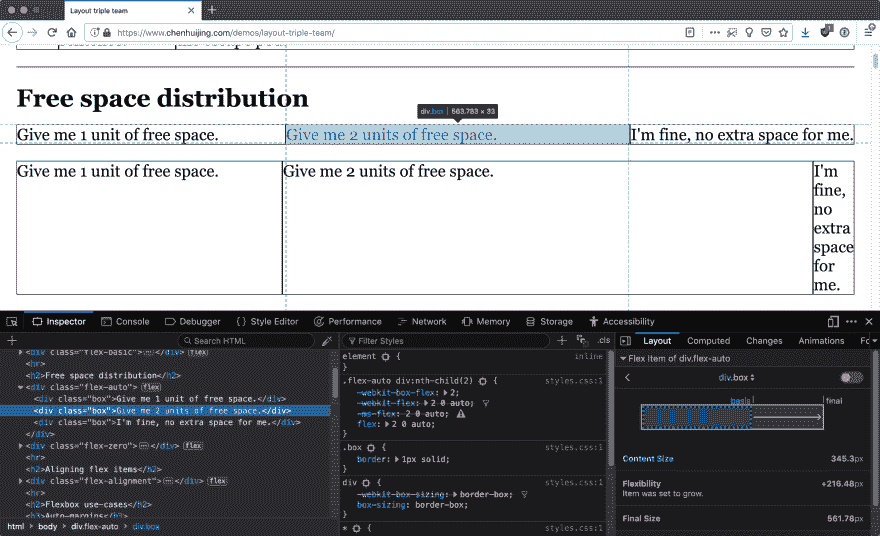 Layout triple team
https://www.chenhuijing.com/demos/layout-triple-team/
Free space distribution
div.box | 563.783 × 33
Give me 1 unit of free space.
Give me 2 units of free space.
I'm fine, no extra space for me.
Give me 1 unit of free space.
Give me 2 units of free space.
I'm
fine,
no
extra
space
for
me.
Inspector
Console
Debugger
Style Editor
Performance
Network
Memory
Storage
Accessibility
Search HTML
<div class="flex-basic"></div> flex
<hr>
<h2>Free space distribution</h2>
<div class="flex-auto"> flex
<div class="box">Give me 1 unit of free space.</div>
<div class="box">Give me 2 units of free space.</div>
<div class="box">I'm fine, no extra space for me.</div>
</div>
<div class="flex-zero"></div> flex
<hr>
<h2>Aligning flex items</h2>
<div class="flex-alignment"></div> flex
<hr>
<h2>Flexbox use-cases</h2>
<h3>Auto-margins</h3>
html > body > div.flex-auto > div.box
Filter Styles
.cls
element { inline
}
.flex-auto div:nth-child(2) { styles.css:1
-webkit-box-flex: 2;
-webkit-flex: 2 0 auto;
-ms-flex: 2 0 auto;
flex: 2 0 auto;
}
.box { styles.css:1
border: 1px solid;
}
div { styles.css:1
-webkit-box-sizing: border-box;
box-sizing: border-box;
}
* { styles.css:1
Layout
Computed
Changes
Animations
Fo
Flex Item of div.flex-auto
div.box
basis
final
Content Size 345.3px
Flexibility +216.48px
Item was set to grow.
Final Size 561.78px